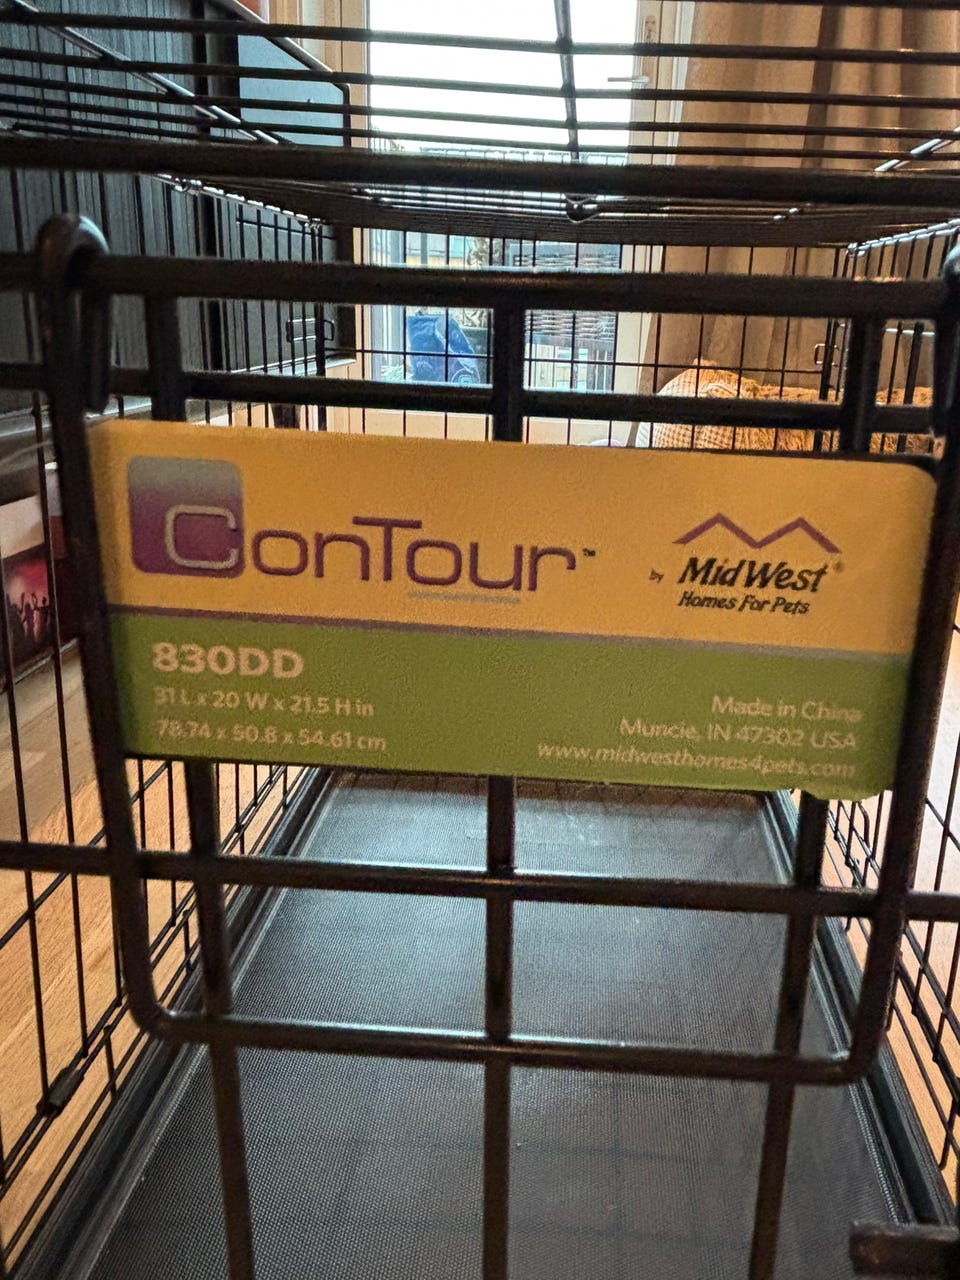 ConTour™
by MidWest®
Homes For Pets
830DD
31 L x 20 W x 21.5 H in
78.74 x 50.8 x 54.61 cm
Made in China
Muncie, IN 47302 USA
www.midwesthomes4pets.com